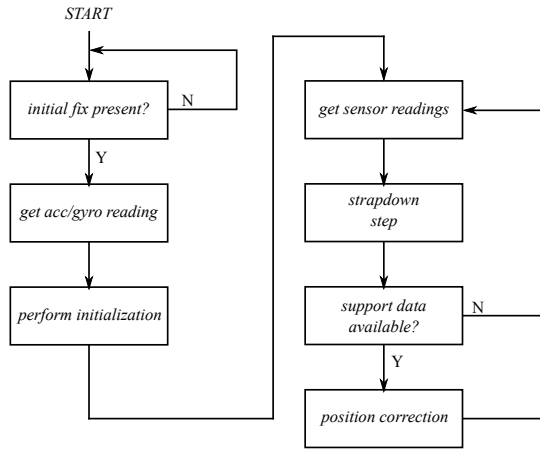 START
initial fix present?
N
Y
get acc/gyro reading
perform initialization
get sensor readings
strapdown
step
support data
available?
N
Y
position correction